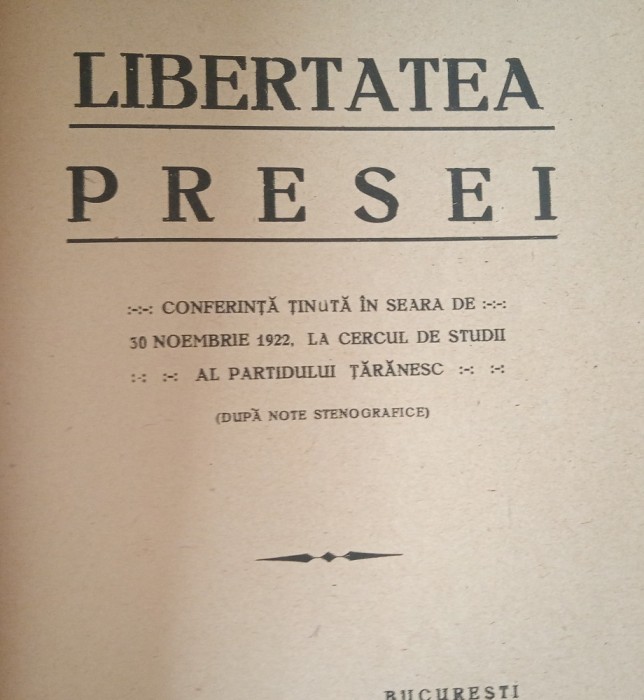 LIBERTATEA
PRESEI
:-:-: CONFERINȚĂ ȚINuTĂ ÎN SEARA DE :-:-:
30 NOEMBRIE 1922, LA CERCUL DE STUDII
:-: :-: AL PARTIDULUI ȚĂRĂNESC :-: :-:
(DUPĂ NOTE STENOGRAFICE)
BUCUREȘTI